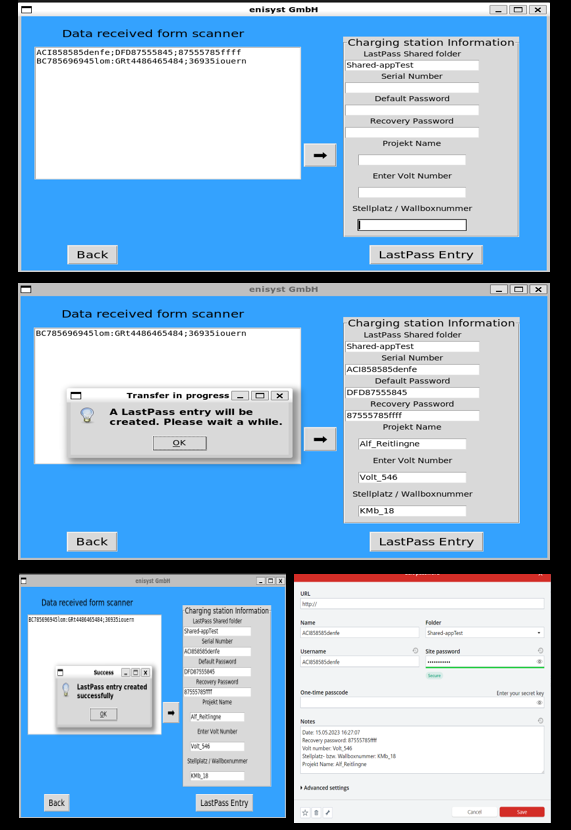 enisyst GmbH
Data received form scanner
ACI858585denfe;DFD87555845;87555785ffff
BC785696945lom:GRt4486465484;36935iouern
Charging station Information
LastPass Shared folder
Shared-appTest
Serial Number
Default Password
Recovery Password
Projekt Name
Enter Volt Number
Stellplatz / Wallboxnummer
Back
LastPass Entry
enisyst GmbH
Data received form scanner
BC785696945lom:GRt4486465484;36935iouern
Transfer in progress
A LastPass entry will be
created. Please wait a while.
OK
Charging station Information
LastPass Shared folder
Shared-appTest
Serial Number
ACI858585denfe
Default Password
DFD87555845
Recovery Password
87555785ffff
Projekt Name
Alf_Reitlingne
Enter Volt Number
Volt_546
Stellplatz / Wallboxnummer
KMb_18
Back
LastPass Entry
enisyst GmbH
Data received form scanner
BC785696945lom:GRt4486465484;36935iouern
Success
LastPass entry created
successfully
OK
Charging station Information
LastPass Shared folder
Shared-appTest
Serial Number
ACI858585denfe
Default Password
DFD87555845
Recovery Password
87555785ffff
Projekt Name
Alf_Reitlingne
Enter Volt Number
Volt_546
Stellplatz /Wallboxnummer
KMb_18
Back
LastPass Entry
URL
http://
Name
Folder
ACI858585denfe
Shared-appTest
Username
Site password
ACI858585denfe
Secure
One-time passcode
Enter your secret key
Notes
Date: 15.05.2023 16:27:07
Recovery password: 87555785ffff
Volt number: Volt_546
Stellplatz- bzw. Wallboxnummer: KMb_18
Projekt Name: Alf_Reitlingne
Advanced settings
Cancel
Save